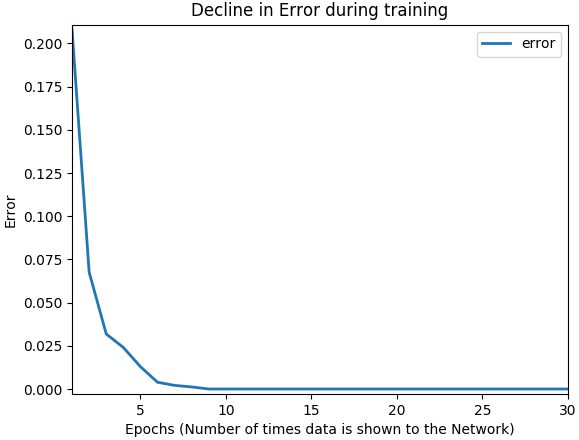 Decline in Error during training
error
Error
0.200
0.175
0.150
0.125
0.100
0.075
0.050
0.025
0.000
5 10 15 20 25 30
Epochs (Number of times data is shown to the Network)